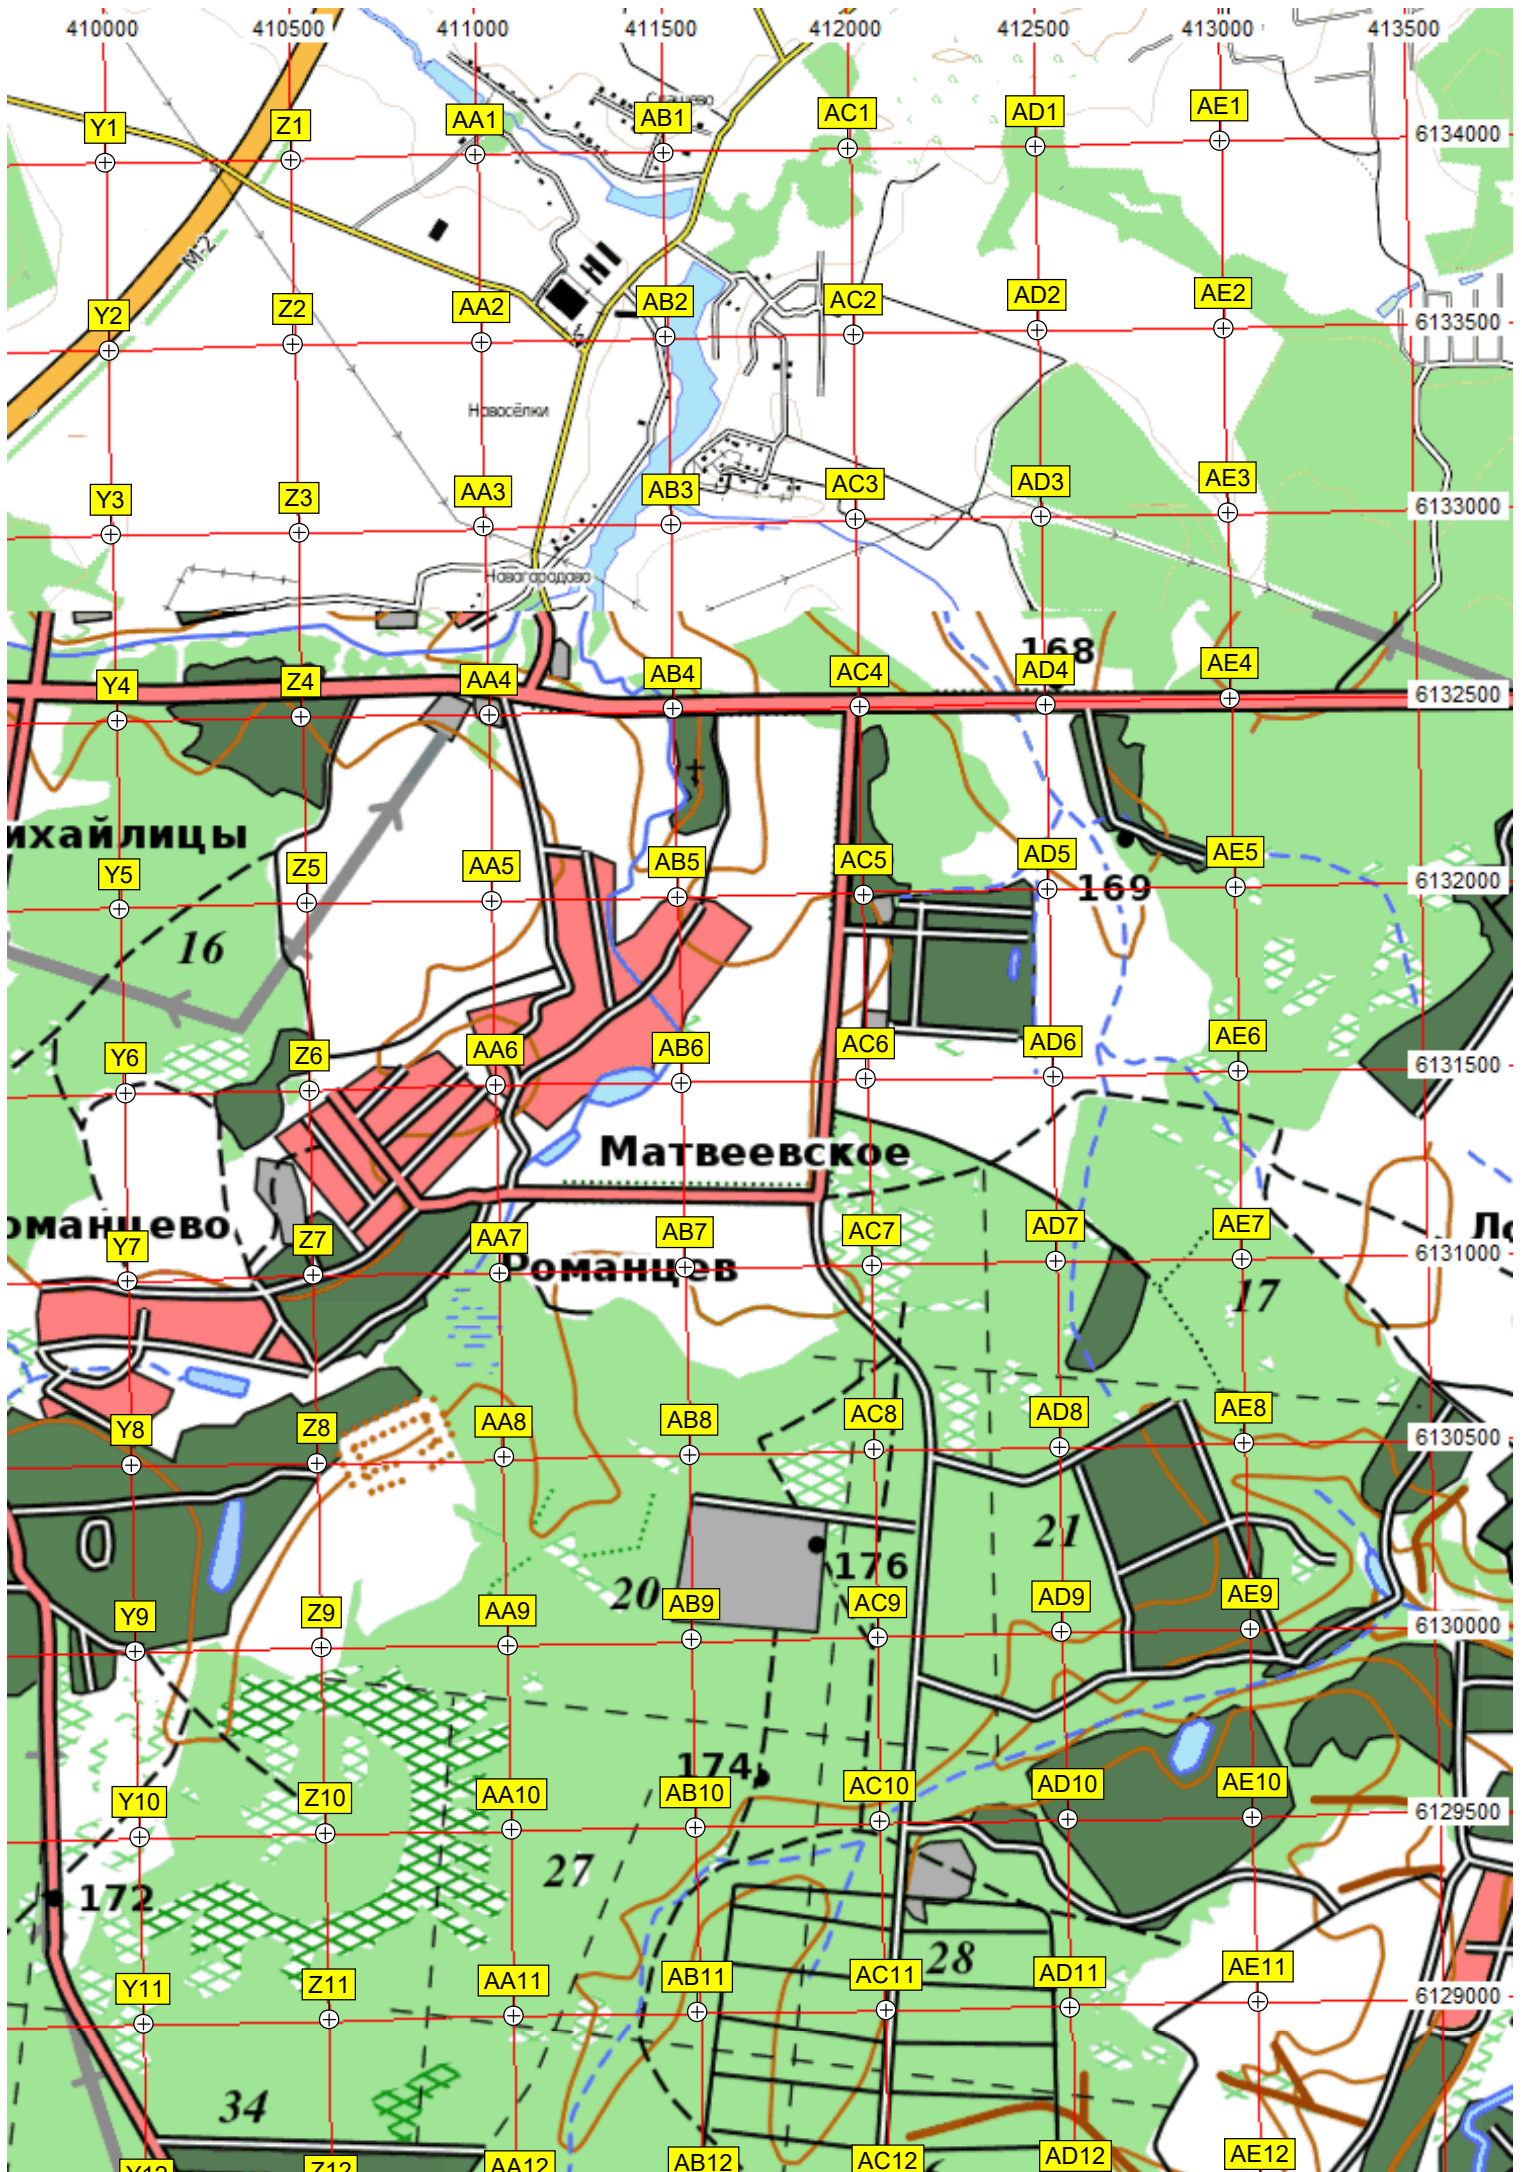 410000 410500 411000 411500 412000 412500 413000 413500
Y1 Z1 AA1 AB1 AC1 AD1 AE1
6134000
М-2
Y2 Z2 AA2 AB2 AC2 AD2 AE2
6133500
Новосёлки
Y3 Z3 AA3 AB3 AC3 AD3 AE3
6133000
Новогородово
168
Y4 Z4 AA4 AB4 AC4 AD4 AE4
6132500
ихайлицы
Y5 Z5 AA5 AB5 AC5 AD5 AE5
6132000
169
16
Y6 Z6 AA6 AB6 AC6 AD6 AE6
6131500
Матвеевское
оманцево
Y7 Z7 AA7 AB7 AC7 AD7 AE7
6131000
Романцев
17
Y8 Z8 AA8 AB8 AC8 AD8 AE8
6130500
21
176
20
Y9 Z9 AA9 AB9 AC9 AD9 AE9
6130000
174
Y10 Z10 AA10 AB10 AC10 AD10 AE10
6129500
27
172
28
Y11 Z11 AA11 AB11 AC11 AD11 AE11
6129000
34
Y12 Z12 AA12 AB12 AC12 AD12 AE12